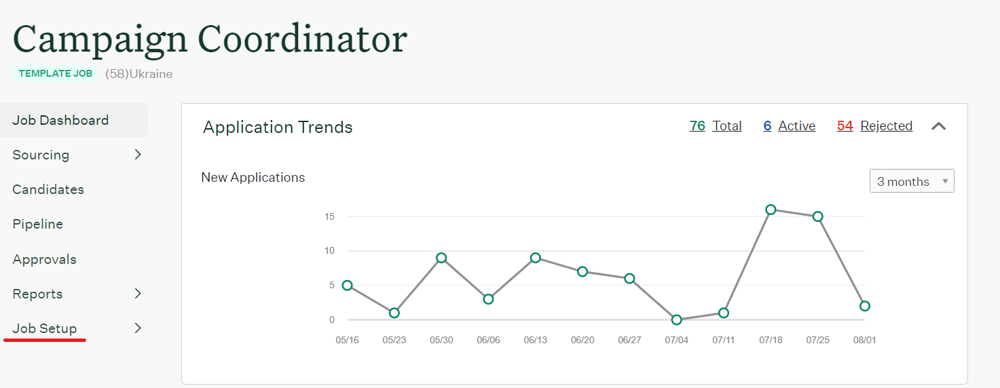 Campaign Coordinator
TEMPLATE JOB (58)Ukraine
Job Dashboard
Sourcing
Candidates
Pipeline
Approvals
Reports
Job Setup
Application Trends
76 Total 6 Active 54 Rejected
New Applications
3 months
15
10
5
0
05/16 05/23 05/30 06/06 06/13 06/20 06/27 07/04 07/11 07/18 07/25 08/01